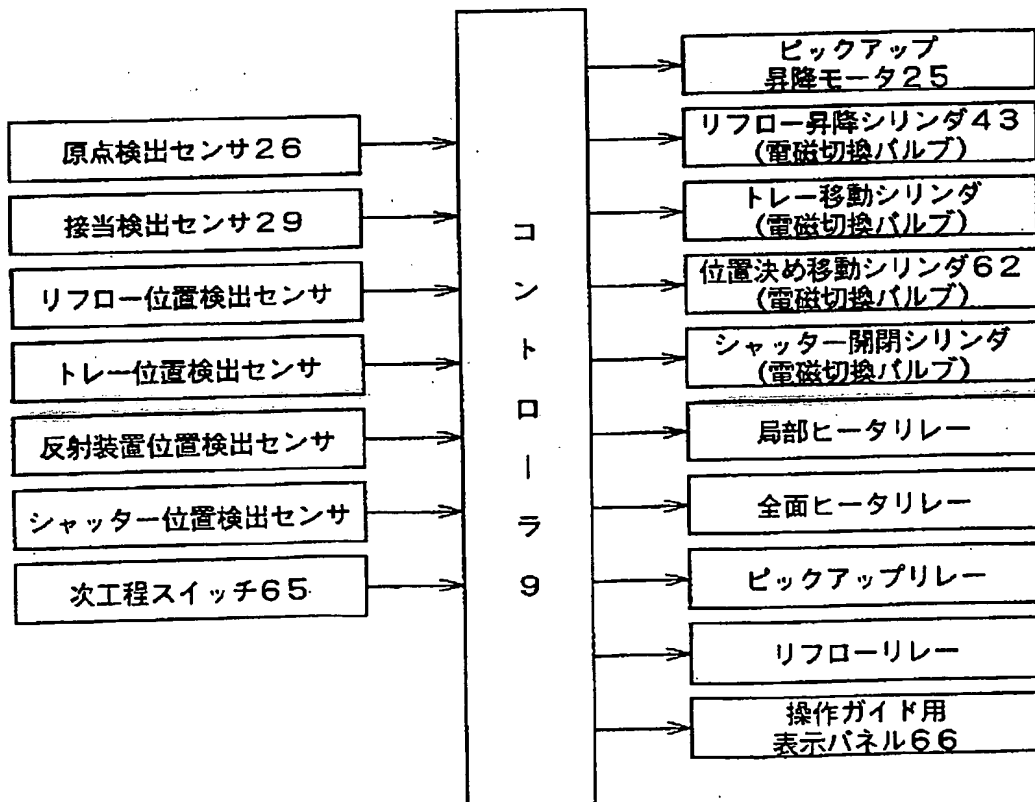 原点検出センサ26
接当検出センサ29
リフロー位置検出センサ
トレー位置検出センサ
反射装置位置検出センサ
シャッター位置検出センサ
次工程スイッチ65
コントローラ9
ピックアップ
昇降モータ25
リフロー昇降シリンダ43
(電磁切換バルブ)
トレー移動シリンダ
(電磁切換バルブ)
位置決め移動シリンダ62
(電磁切換バルブ)
シャッター開閉シリンダ
(電磁切換バルブ)
局部ヒータリレー
全面ヒータリレー
ピックアップリレー
リフローリレー
操作ガイド用
表示パネル66